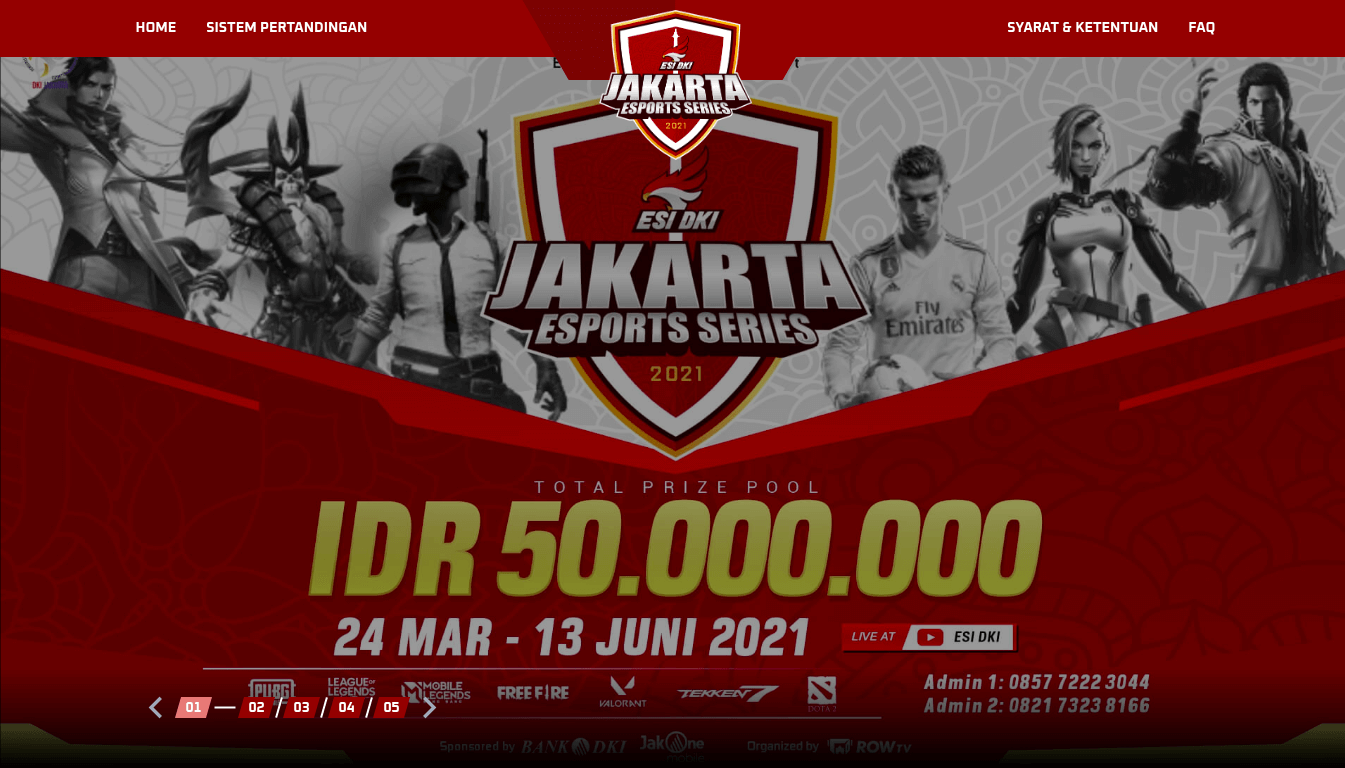 HOME SISTEM PERTANDINGAN SYARAT & KETENTUAN FAQ
ESI DKI
JAKARTA
ESPORTS SERIES
2021
ESI DKI
JAKARTA
ESPORTS SERIES
2021
Fly
Emirates
TOTAL PRIZE POOL
IDR 50.000.000
24 MAR - 13 JUNI 2021 LIVE AT ESI DKI
PUBG LEAGUE OF LEGENDS MOBILE LEGENDS FREE FIRE VALORANT TEKKEN 7 DOTA 2
Admin 1: 0857 7222 3044
Admin 2: 0821 7323 8166
01 02 03 04 05
Sponsored by BANK DKI JakOne Organized by ROW TV